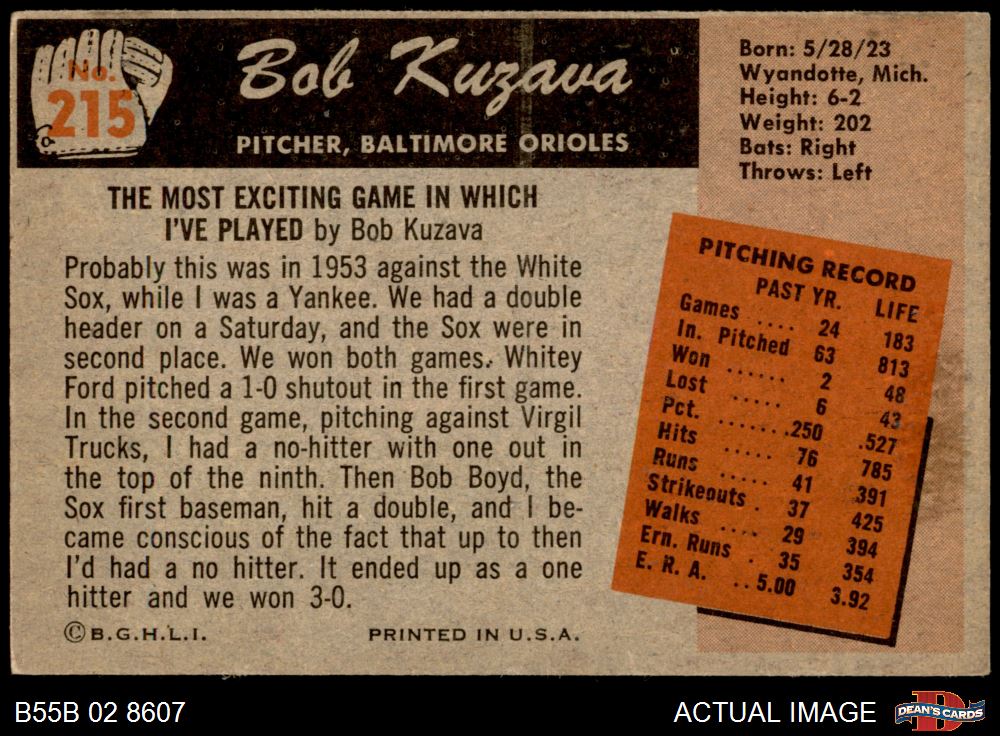 No.
215
Bob Kuzava
PITCHER, BALTIMORE ORIOLES
Born: 5/28/23
Wyandotte, Mich.
Height: 6-2
Weight: 202
Bats: Right
Throws: Left
THE MOST EXCITING GAME IN WHICH
I'VE PLAYED by Bob Kuzava
Probably this was in 1953 against the White
Sox, while I was a Yankee. We had a double
header on a Saturday, and the Sox were in
second place. We won both games. Whitey
Ford pitched a 1-0 shutout in the first game.
In the second game, pitching against Virgil
Trucks, I had a no-hitter with one out in
the top of the ninth. Then Bob Boyd, the
Sox first baseman, hit a double, and I be-
came conscious of the fact that up to then
I'd had a no hitter. It ended up as a one
hitter and we won 3-0.
©B.G.H.L.I. PRINTED IN U.S.A.
PITCHING RECORD
PAST YR. LIFE
Games .... 24 183
In. Pitched 63 813
Won ...... 2 48
Lost ..... 6 43
Pct. .......250 .527
Hits ..... 76 785
Runs ..... 41 391
Strikeouts . 37 425
Walks .... 29 394
Ern. Runs . 35 354
E. R. A. ..5.00 3.92
B55B 02 8607
ACTUAL IMAGE
DEAN'S CARDS